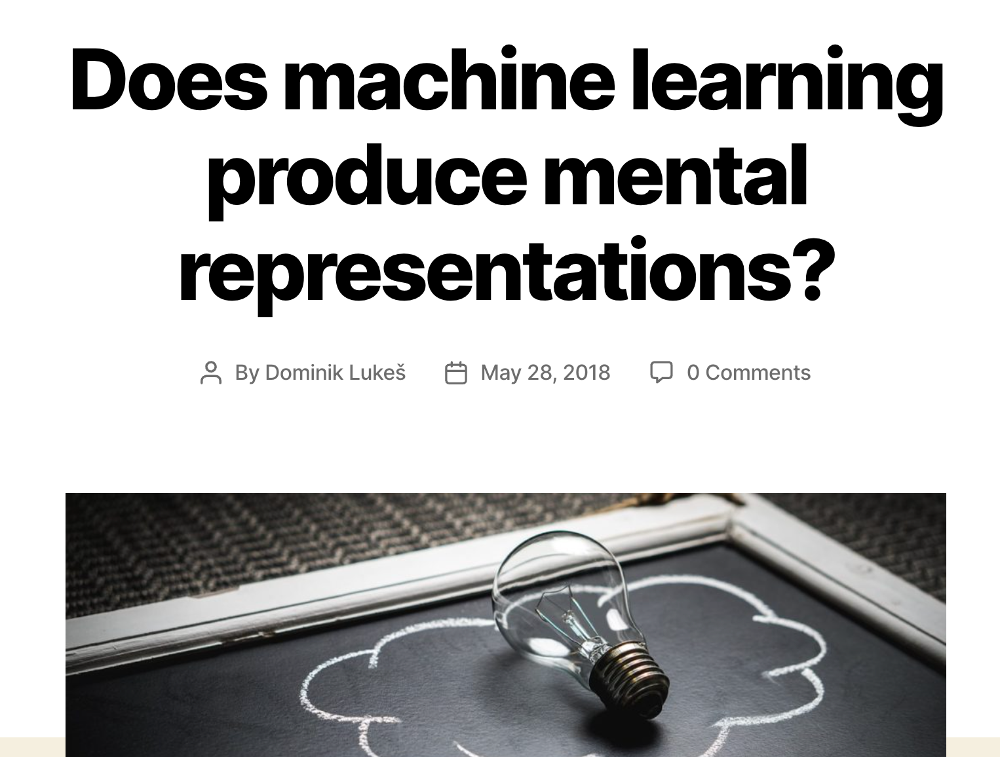 Does machine learning
produce mental
representations?
By Dominik Lukeš May 28, 2018 0 Comments